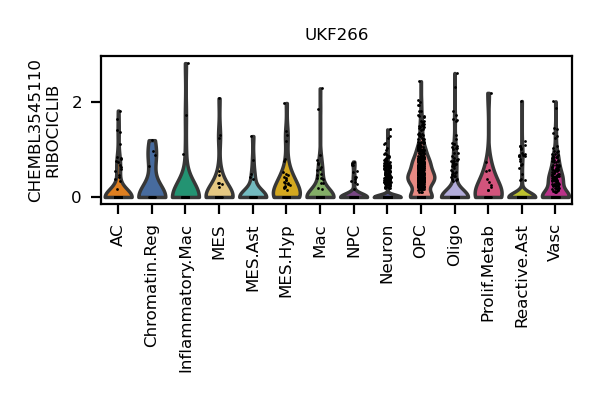 UKF266
CHEMBL3545110
RIBOCICLIB
2
0
AC
Chromatin.Reg
Inflammatory.Mac
MES
MES.Ast
MES.Hyp
Mac
NPC
Neuron
OPC
Oligo
Prolif.Metab
Reactive.Ast
Vasc